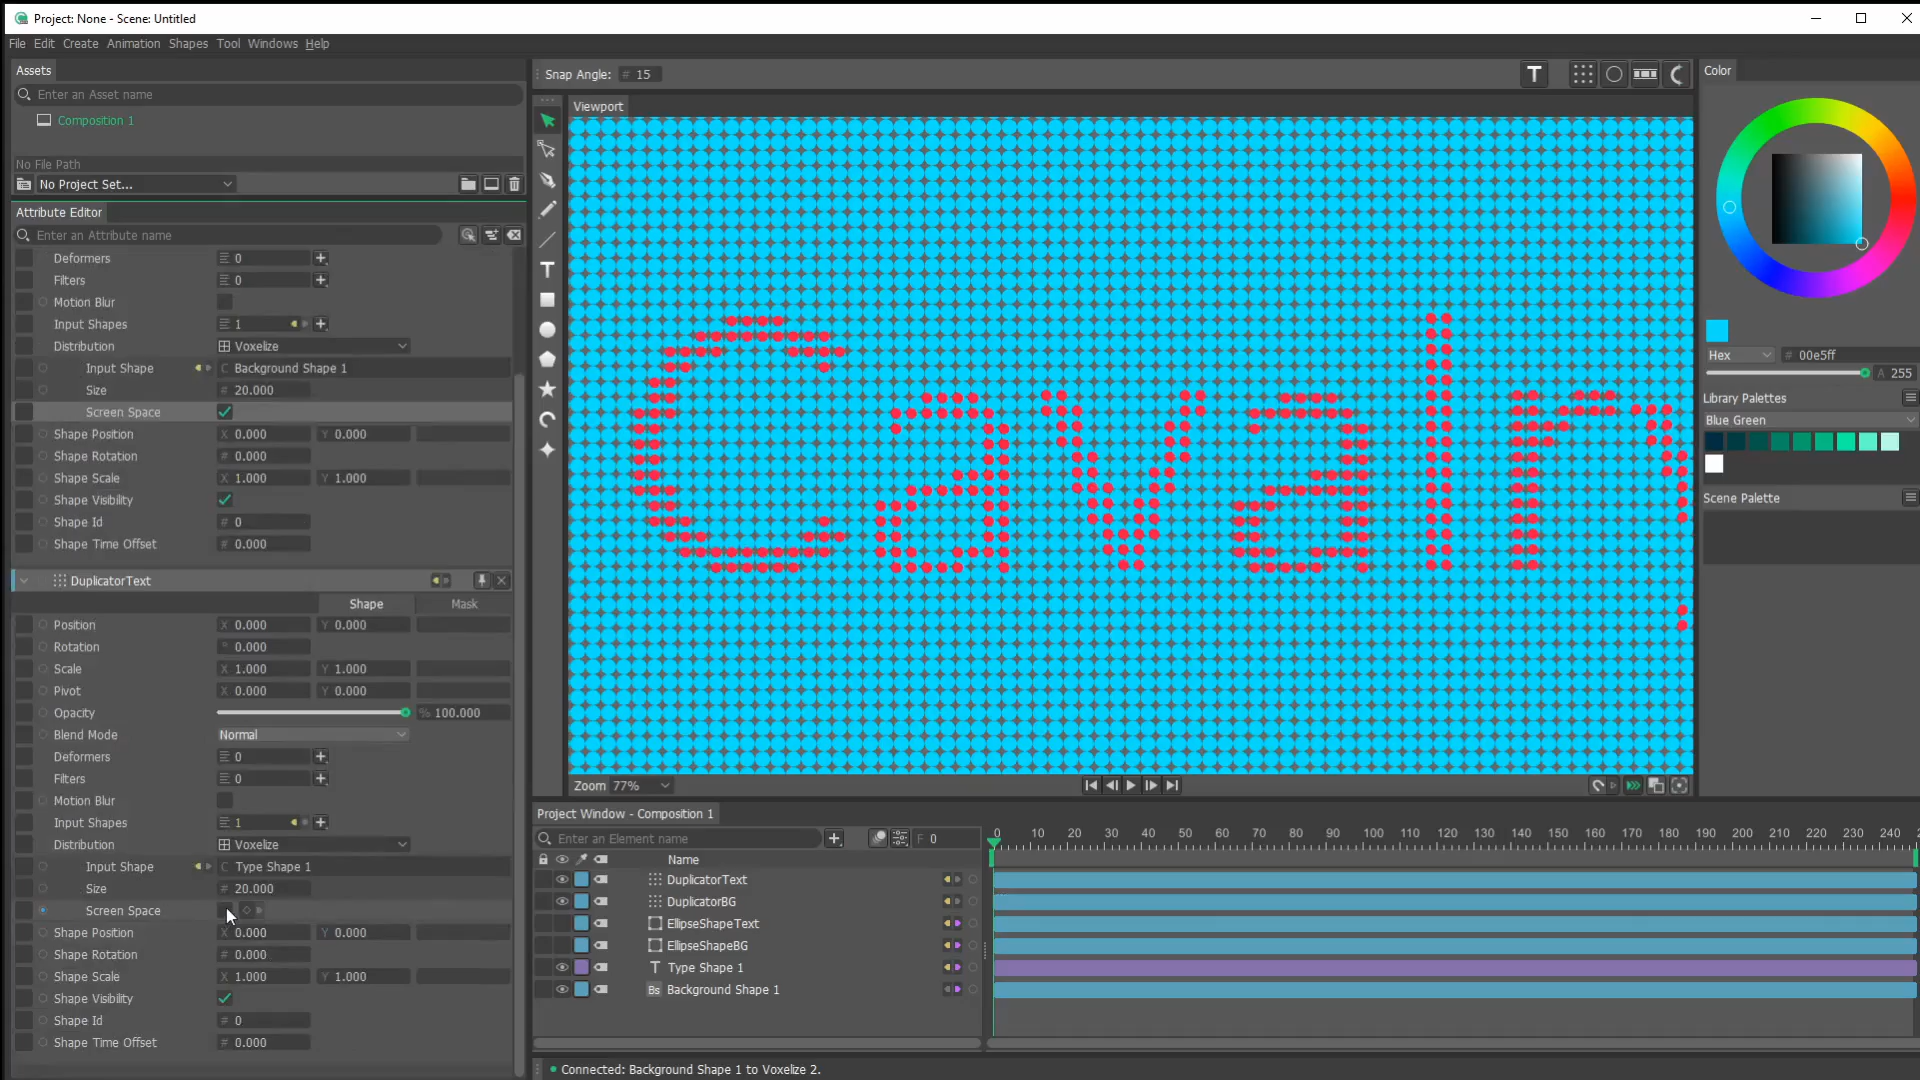 Project: None - Scene: Untitled
File Edit Create Animation Shapes Tool Windows Help
Assets
Enter an Asset name
Composition 1
No File Path
No Project Set...
Attribute Editor
Enter an Attribute name
Deformers 0
Filters 0
Motion Blur
Input Shapes 1
Distribution Voxelize
Input Shape C Background Shape 1
Size # 20.000
Screen Space
Shape Position X 0.000 Y 0.000
Shape Rotation # 0.000
Shape Scale X 1.000 Y 1.000
Shape Visibility
Shape Id # 0
Shape Time Offset # 0.000
DuplicatorText
Shape Mask
Position X 0.000 Y 0.000
Rotation ° 0.000
Scale X 1.000 Y 1.000
Pivot X 0.000 Y 0.000
Opacity % 100.000
Blend Mode Normal
Deformers 0
Filters 0
Motion Blur
Input Shapes 1
Distribution Voxelize
Input Shape C Type Shape 1
Size # 20.000
Screen Space
Shape Position X 0.000 Y 0.000
Shape Rotation # 0.000
Shape Scale X 1.000 Y 1.000
Shape Visibility
Shape Id # 0
Shape Time Offset # 0.000
Snap Angle: # 15
Viewport
Cavalr
Zoom 77%
Project Window - Composition 1
Enter an Element name F 0
0 10 20 30 40 50 60 70 80 90 100 110 120 130 140 150 160 170 180 190 200 210 220 230 240
Name
DuplicatorText
DuplicatorBG
EllipseShapeText
EllipseShapeBG
T Type Shape 1
Bs Background Shape 1
Connected: Background Shape 1 to Voxelize 2.
Color
Hex # 00e5ff
A 255
Library Palettes
Blue Green
Scene Palette